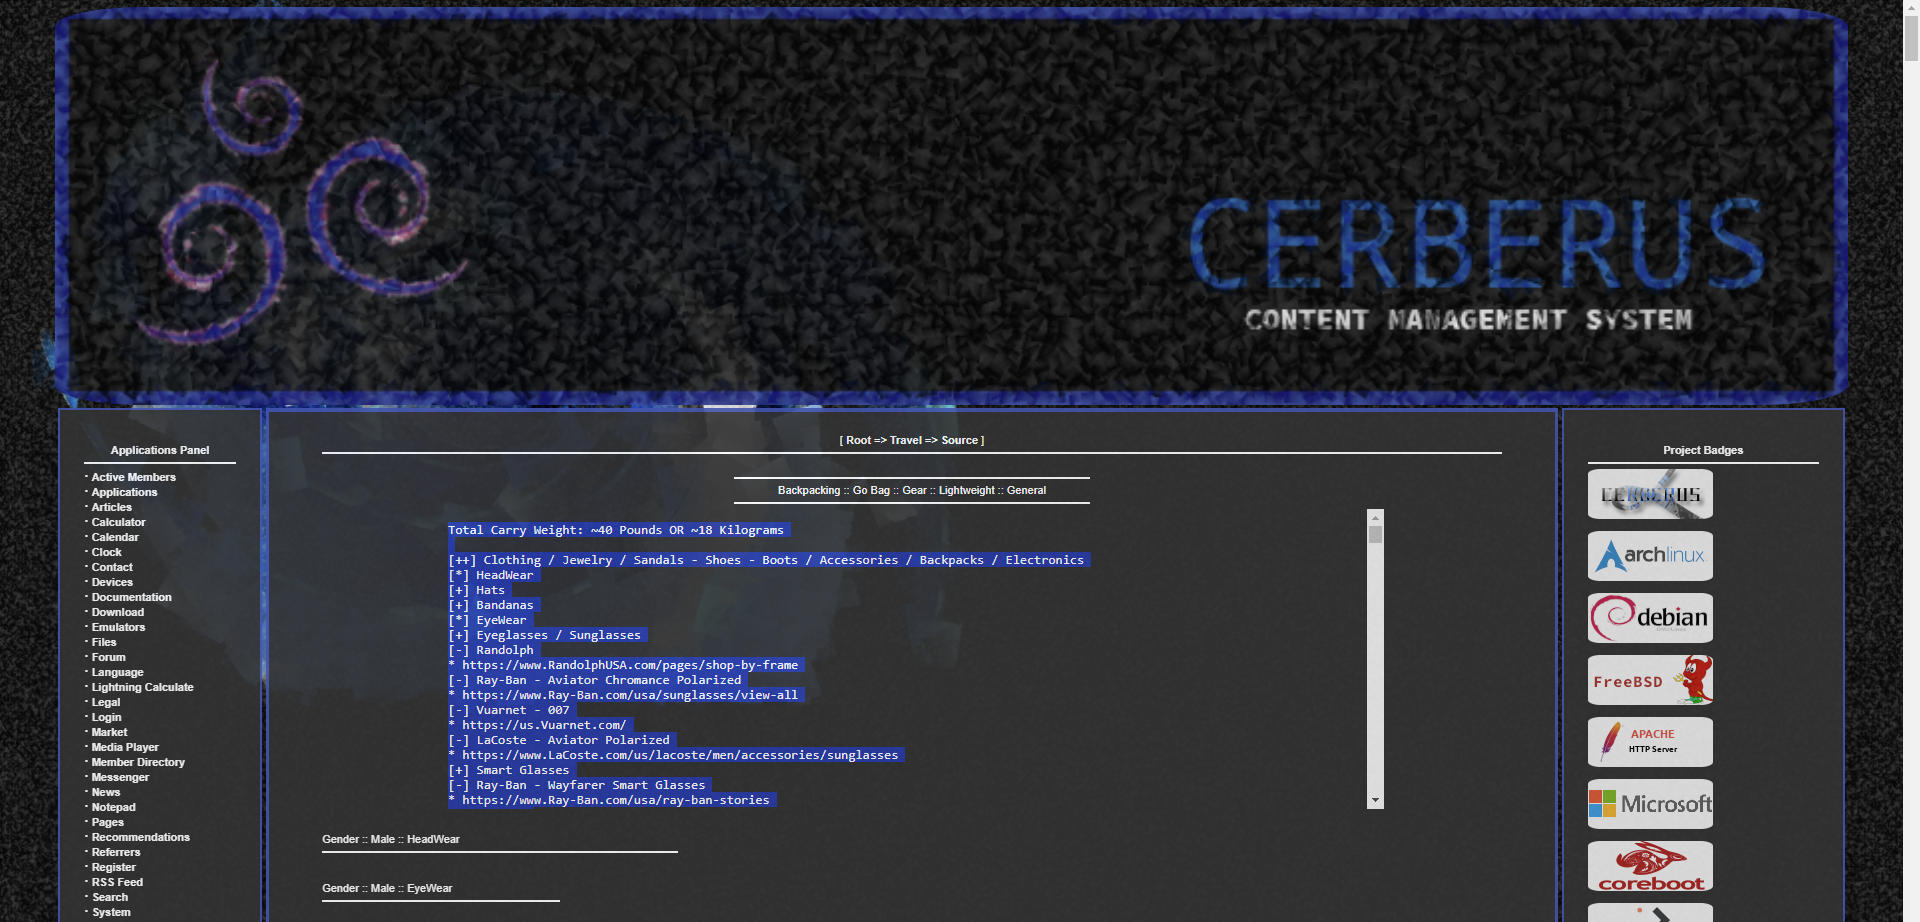 CERBERUS
CONTENT MANAGEMENT SYSTEM
Applications Panel
· Active Members
· Applications
· Articles
· Calculator
· Calendar
· Clock
· Contact
· Devices
· Documentation
· Download
· Emulators
· Files
· Forum
· Language
· Lightning Calculate
· Legal
· Login
· Market
· Media Player
· Member Directory
· Messenger
· News
· Notepad
· Pages
· Recommendations
· Referrers
· Register
· RSS Feed
· Search
· System
[ Root => Travel => Source ]
Backpacking :: Go Bag :: Gear :: Lightweight :: General
Total Carry Weight: ~40 Pounds OR ~18 Kilograms
[++] Clothing / Jewelry / Sandals - Shoes - Boots / Accessories / Backpacks / Electronics
[*] HeadWear
[+] Hats
[+] Bandanas
[*] EyeWear
[+] Eyeglasses / Sunglasses
[-] Randolph
* https://www.RandolphUSA.com/pages/shop-by-frame
[-] Ray-Ban - Aviator Chromance Polarized
* https://www.Ray-Ban.com/usa/sunglasses/view-all
[-] Vuarnet - 007
* https://us.Vuarnet.com/
[-] LaCoste - Aviator Polarized
* https://www.LaCoste.com/us/lacoste/men/accessories/sunglasses
[+] Smart Glasses
[-] Ray-Ban - Wayfarer Smart Glasses
* https://www.Ray-Ban.com/usa/ray-ban-stories
Gender :: Male :: HeadWear
Gender :: Male :: EyeWear
Project Badges
CERBERUS
archlinux
debian
FreeBSD
APACHE
HTTP Server
Microsoft
coreboot